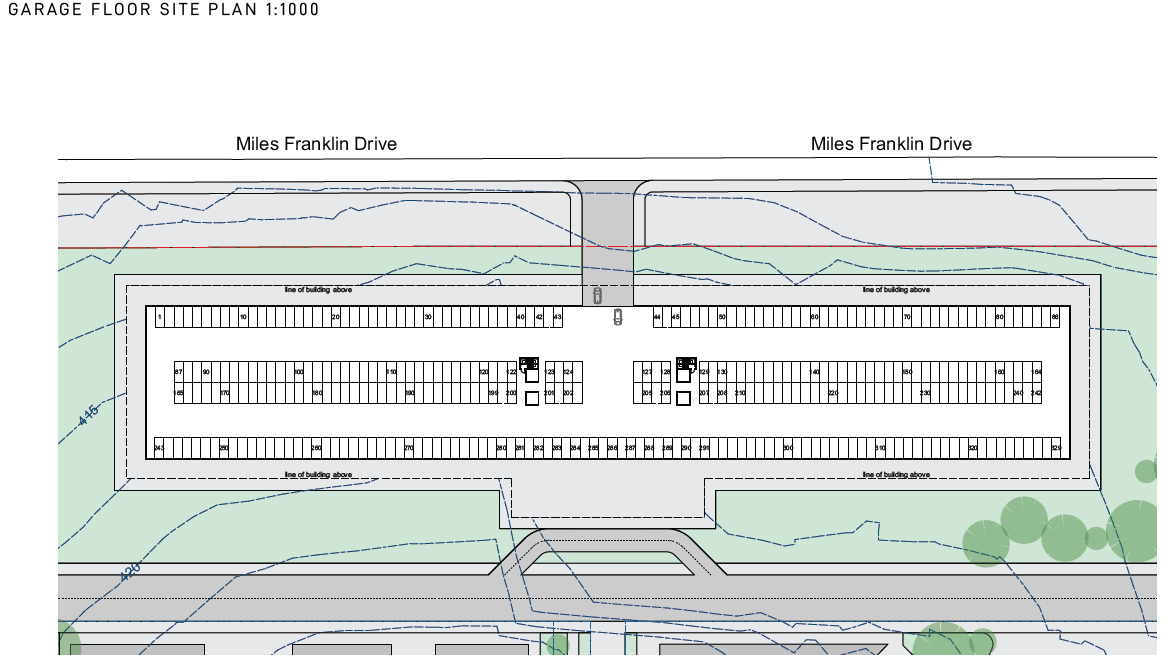 GARAGE FLOOR SITE PLAN 1:1000
Miles Franklin Drive Miles Franklin Drive
line of building above line of building above
1 10 20 30 40 42 43 44 45 50 60 70 80 86
87 90 100 110 120 122 123 124 127 128 129 130 140 150 160 164
165 170 180 190 199 200 201 202 205 206 207 208 210 220 230 240 242
415
243 250 260 270 280 281 282 283 284 285 286 287 288 289 290 291 300 310 320 329
line of building above line of building above
420